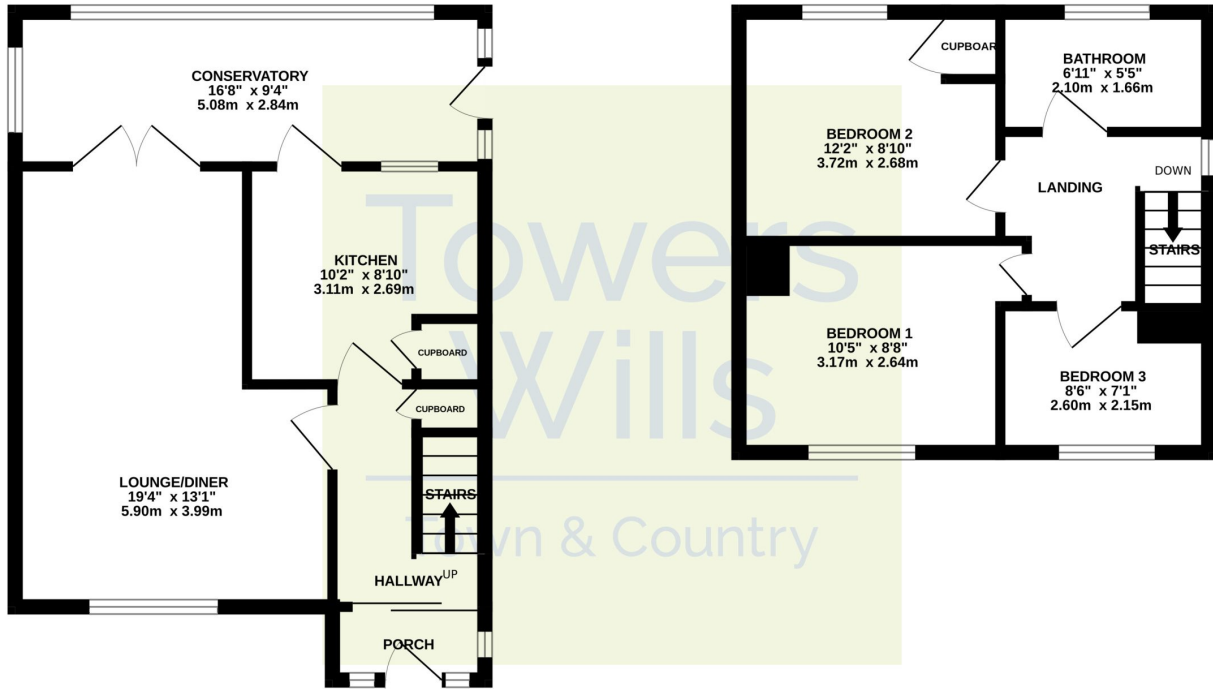 CONSERVATORY
16'8" x 9'4"
5.08m x 2.84m
KITCHEN
10'2" x 8'10"
3.11m x 2.69m
CUPBOARD
CUPBOARD
LOUNGE/DINER
19'4" x 13'1"
5.90m x 3.99m
STAIRS
UP
HALLWAY
PORCH
CUPBOAR
BATHROOM
6'11" x 5'5"
2.10m x 1.66m
BEDROOM 2
12'2" x 8'10"
3.72m x 2.68m
DOWN
LANDING
STAIRS
BEDROOM 1
10'5" x 8'8"
3.17m x 2.64m
BEDROOM 3
8'6" x 7'1"
2.60m x 2.15m
Towers
Wills
Town & Country